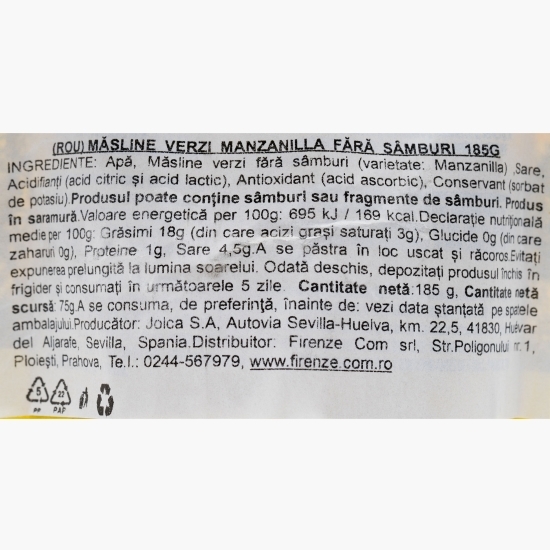 (ROU) MĂSLINE VERZI MANZANILLA FĂRĂ SÂMBURI 185G
INGREDIENTE: Apă, Măsline verzi fără sâmburi (varietate: Manzanilla) ,Sare,
Acidifianți (acid citric si acid lactic), Antioxidant (acid ascorbic), Conservant (sorbat
de potasiu).Produsul poate conține sâmburi sau fragmente de sâmburi. Produs
în saramură.Valoare energetică per 100g: 695 kJ / 169 kcal.Declarație nutrițională
medie per 100g: Grăsimi 18g (din care acizi grași saturați 3g), Glucide 0g (din care
zaharuri 0g), Proteine 1g, Sare 4,5g.A se păstra în loc uscat și răcoros.Evitați
expunerea prelungită la lumina soarelui. Odată deschis, depozitați produsul închis în
frigider și consumați în următoarele 5 zile. Cantitate netă:185 g, Cantitate netă
scursă: 75g.A se consuma, de preferință, înainte de: vezi data ștanțată pe spatele
ambalajului.Producător: Jolca S.A, Autovia Sevilla-Huelva, km. 22,5, 41830, Huévar
del Aljarafe, Sevilla, Spania.Distribuitor: Firenze Com srl, Str.Poligonului nr.1,
Ploiești, Prahova, Te.l.: 0244-567979, www.firenze.com.ro
5 22
PP PAP